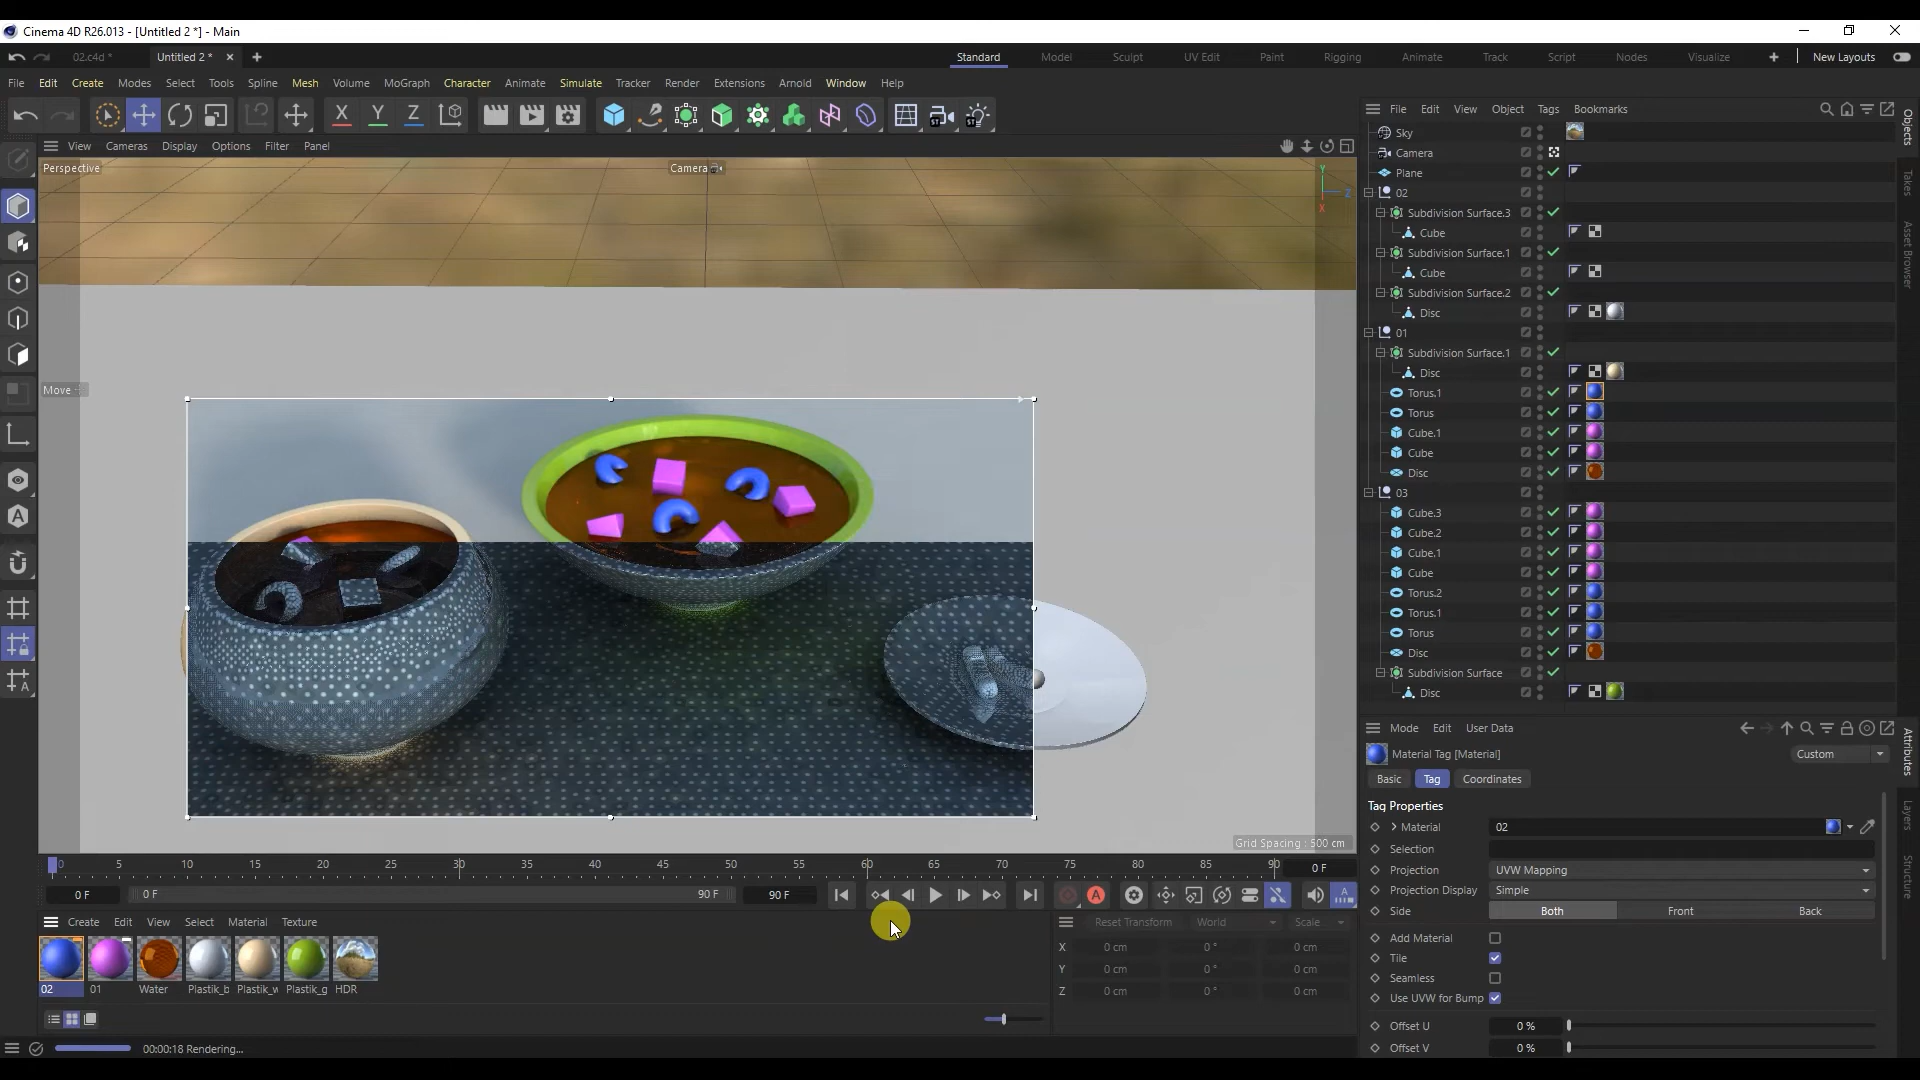 Cinema 4D R26.013 - [Untitled 2 *] - Main
02.c4d * Untitled 2 * Standard Model Sculpt UV Edit Paint Rigging Animate Track Script Nodes Visualize New Layouts
File Edit Create Modes Select Tools Spline Mesh Volume MoGraph Character Animate Simulate Tracker Render Extensions Arnold Window Help
X Y Z ST ST
File Edit View Object Tags Bookmarks
View Cameras Display Options Filter Panel
Perspective Camera
Y Z X
Move
Grid Spacing : 500 cm
Sky
Camera
Plane
02
Subdivision Surface.3
Cube
Subdivision Surface.1
Cube
Subdivision Surface.2
Disc
01
Subdivision Surface.1
Disc
Torus.1
Torus
Cube.1
Cube
Disc
03
Cube.3
Cube.2
Cube.1
Cube
Torus.2
Torus.1
Torus
Disc
Subdivision Surface
Disc
Objects
Takes
Asset Browser
Mode Edit User Data
Material Tag [Material] Custom
Basic Tag Coordinates
Tag Properties
Material 02
Selection
Projection UVW Mapping
Projection Display Simple
Side Both Front Back
Add Material
Tile
Seamless
Use UVW for Bump
Offset U 0 %
Offset V 0 %
Attributes
Layers
Structure
0 5 10 15 20 25 30 35 40 45 50 55 60 65 70 75 80 85 90 0 F
0 F 0 F 90 F 90 F
Create Edit View Select Material Texture
02 01 Water Plastik_b Plastik_w Plastik_g HDR
Reset Transform World Scale
X 0 cm 0 ° 0 cm
Y 0 cm 0 ° 0 cm
Z 0 cm 0 ° 0 cm
00:00:18 Rendering...